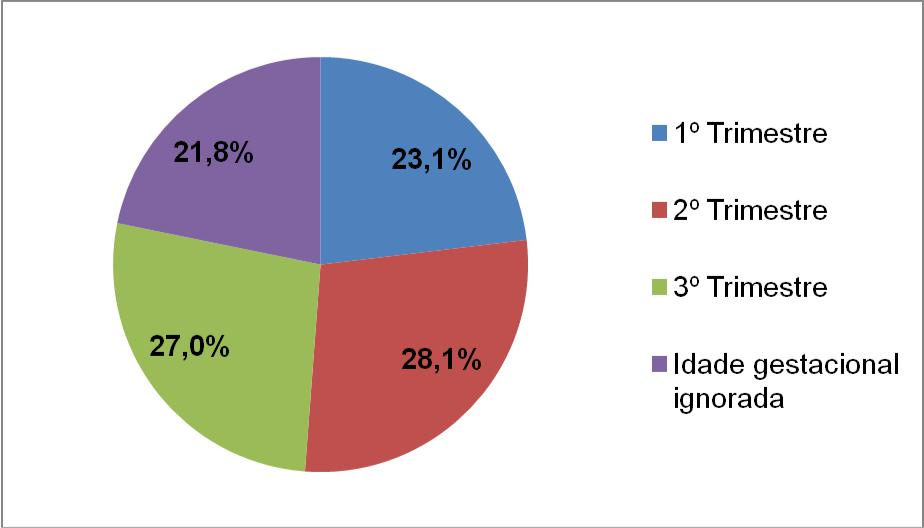 21,8%
23,1%
27,0%
28,1%
1º Trimestre
2º Trimestre
3º Trimestre
Idade gestacional
ignorada